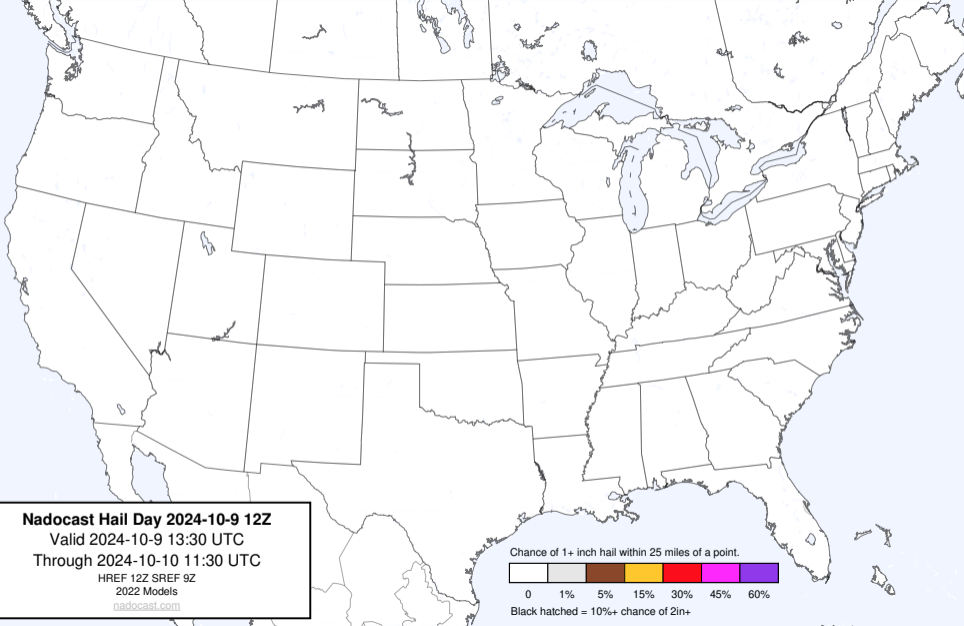 Nadocast Hail Day 2024-10-9 12Z
Valid 2024-10-9 13:30 UTC
Through 2024-10-10 11:30 UTC
HREF 12Z SREF 9Z
2022 Models
nadocast.com
Chance of 1+ inch hail within 25 miles of a point.
0 1% 5% 15% 30% 45% 60%
Black hatched = 10%+ chance of 2in+